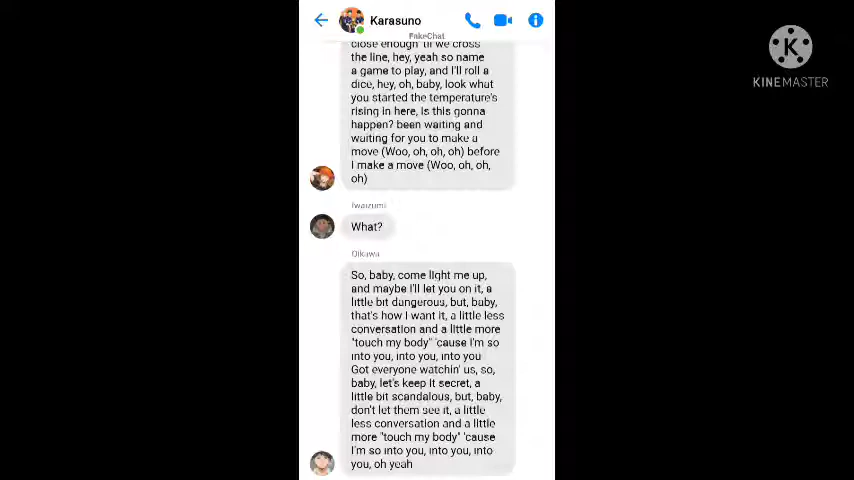 Karasuno
FakeChat
close enough 'til we cross
the line, hey, yeah so name
a game to play, and I'll roll a
dice, hey, oh, baby, look what
you started the temperature's
rising in here, is this gonna
happen? been waiting and
waiting for you to make a
move (Woo, oh, oh, oh) before
I make a move (Woo, oh, oh,
oh)
Iwaizumi
What?
Oikawa
So, baby, come light me up,
and maybe I'll let you on it, a
little bit dangerous, but, baby,
that's how I want it, a little less
conversation and a little more
"touch my body" 'cause I'm so
into you, into you, into you
Got everyone watchin' us, so,
baby, let's keep it secret, a
little bit scandalous, but, baby,
don't let them see it, a little
less conversation and a little
more "touch my body" 'cause
I'm so into you, into you, into
you, oh yeah
K
KINEMASTER